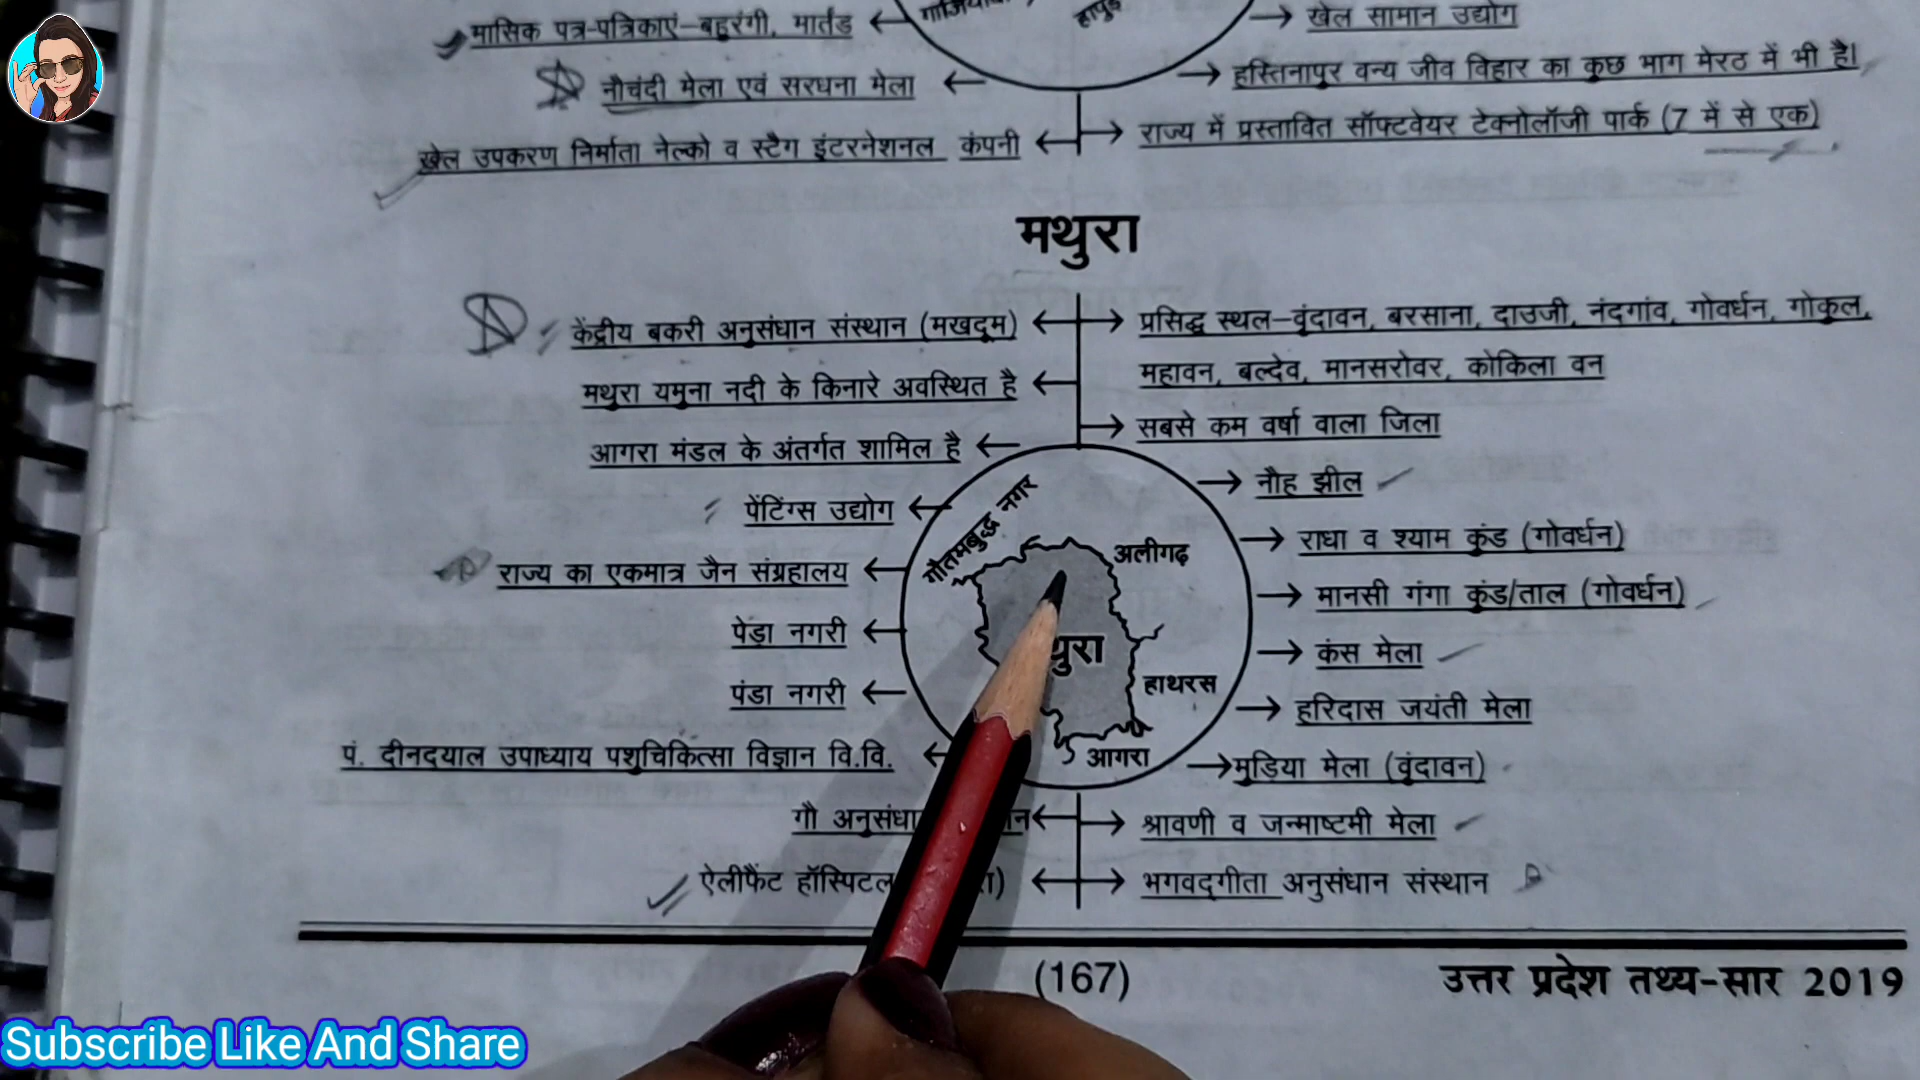 मासिक पत्र-पत्रिकाएं–बहुरंगी, मार्तंड
हापुड़
खेल सामान उद्योग
नौचंदी मेला एवं सरधना मेला
हस्तिनापुर वन्य जीव विहार का कुछ भाग मेरठ में भी है।
खेल उपकरण निर्माता नेल्को व स्टैग इंटरनेशनल कंपनी
राज्य में प्रस्तावित सॉफ्टवेयर टेक्नोलॉजी पार्क (7 में से एक)
मथुरा
केंद्रीय बकरी अनुसंधान संस्थान (मखदूम)
प्रसिद्ध स्थल–वृंदावन, बरसाना, दाउजी, नंदगांव, गोवर्धन, गोकुल,
महावन, बल्देव, मानसरोवर, कोकिला वन
मथुरा यमुना नदी के किनारे अवस्थित है
सबसे कम वर्षा वाला जिला
आगरा मंडल के अंतर्गत शामिल है
नौह झील
पेंटिंग्स उद्योग
गौतमबुद्ध नगर
अलीगढ़
राधा व श्याम कुंड (गोवर्धन)
राज्य का एकमात्र जैन संग्रहालय
मानसी गंगा कुंड/ताल (गोवर्धन)
पेड़ा नगरी
कंस मेला
पंडा नगरी
हाथरस
हरिदास जयंती मेला
पं. दीनदयाल उपाध्याय पशुचिकित्सा विज्ञान वि.वि.
आगरा
मुड़िया मेला (वृंदावन)
गौ
श्रावणी व जन्माष्टमी मेला
ऐलीफैंट हॉस्पिटल
भगवद्गीता अनुसंधान संस्थान
(167)
उत्तर प्रदेश तथ्य-सार 2019
Subscribe Like And Share